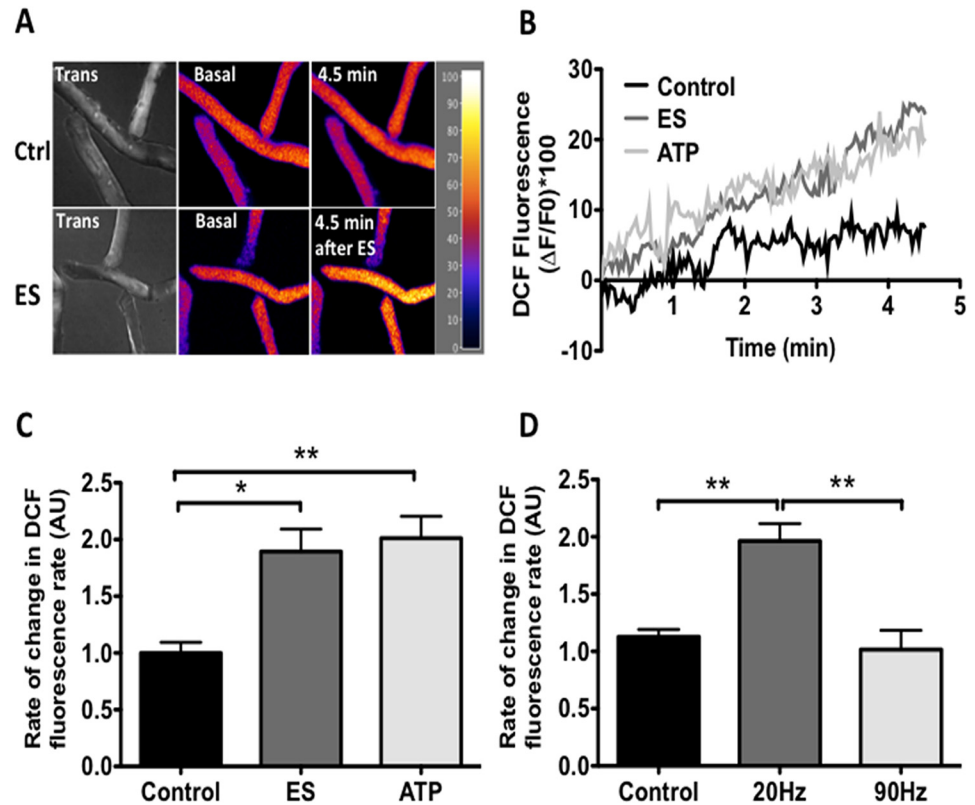 A
Trans
Basal
4.5 min
Ctrl
Trans
Basal
4.5 min
after ES
ES
100
90
80
70
60
50
40
30
20
10
0
B
DCF Fluorescence
(ΔF/F0)*100
30
20
10
0
-10
Control
ES
ATP
1
2
3
4
5
Time (min)
C
Rate of change in DCF
fluorescence rate (AU)
2.5
2.0
1.5
1.0
0.5
0.0
**
*
Control
ES
ATP
D
Rate of change in DCF
fluorescence rate (AU)
2.5
2.0
1.5
1.0
0.5
0.0
**
**
Control
20Hz
90Hz